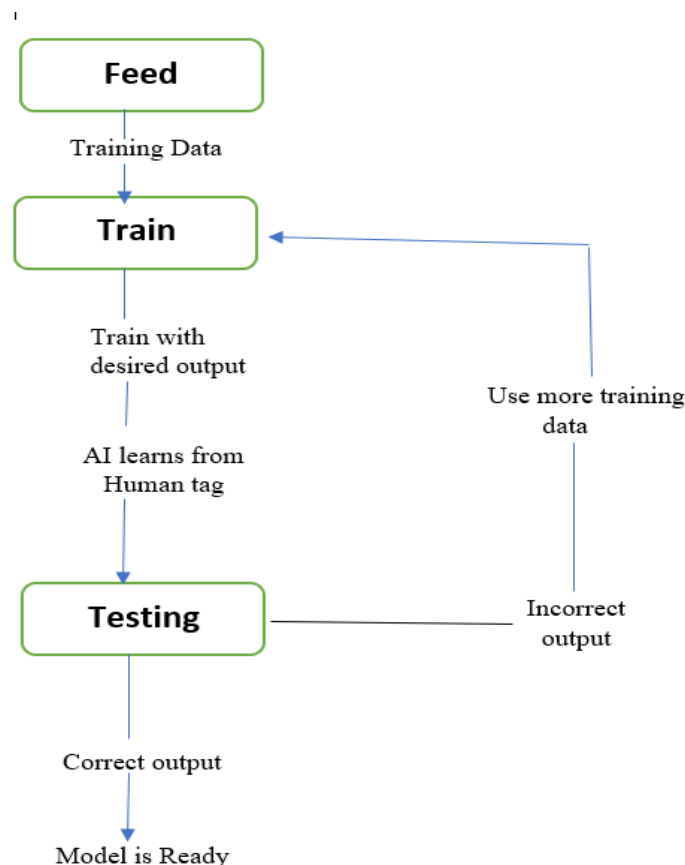 Feed
Training Data
Train
Train with
desired output
Use more training
data
AI learns from
Human tag
Testing
Incorrect
output
Correct output
Model is Ready